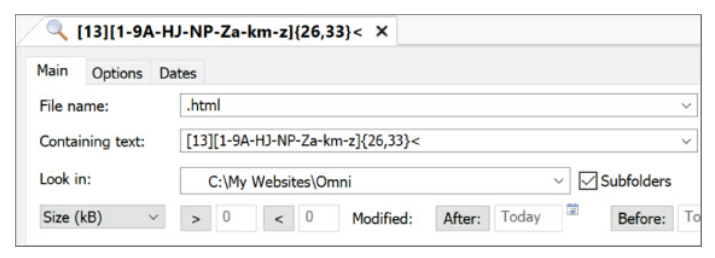 [13][1-9A-HJ-NP-Za-km-z]{26,33}< ×
Main Options Dates
File name: .html
Containing text: [13][1-9A-HJ-NP-Za-km-z]{26,33}<
Look in: C:\My Websites\Omni Subfolders
Size (kB) > 0 < 0 Modified: After: Today Before: To